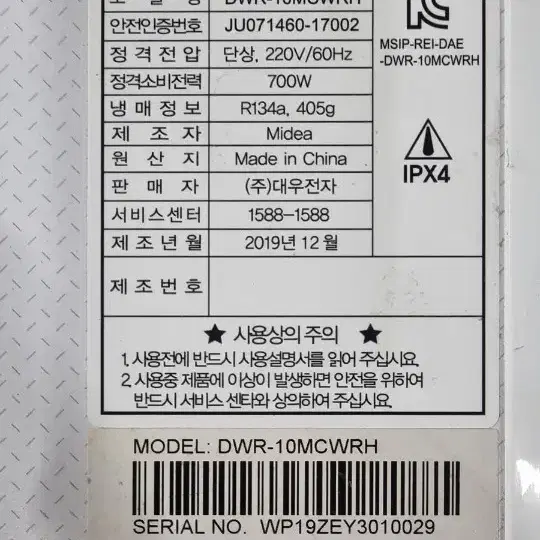 모 델 명 DWR-10MCWRH
안전인증번호 JU071460-17002
정 격 전 압 단상, 220V/60Hz
정격소비전력 700W
냉 매 정 보 R134a, 405g
제 조 자 Midea
원 산 지 Made in China
판 매 자 (주)대우전자
서비스센터 1588-1588
제 조 년 월 2019년 12월
제 조 번 호
MSIP-REI-DAE
-DWR-10MCWRH
IPX4
★ 사용상의 주의 ★
1. 사용전에 반드시 사용설명서를 읽어 주십시요.
2. 사용중 제품에 이상이 발생하면 안전을 위하여
반드시 서비스 센타와 상의하여 주십시요.
MODEL: DWR-10MCWRH
SERIAL NO. WP19ZEY3010029